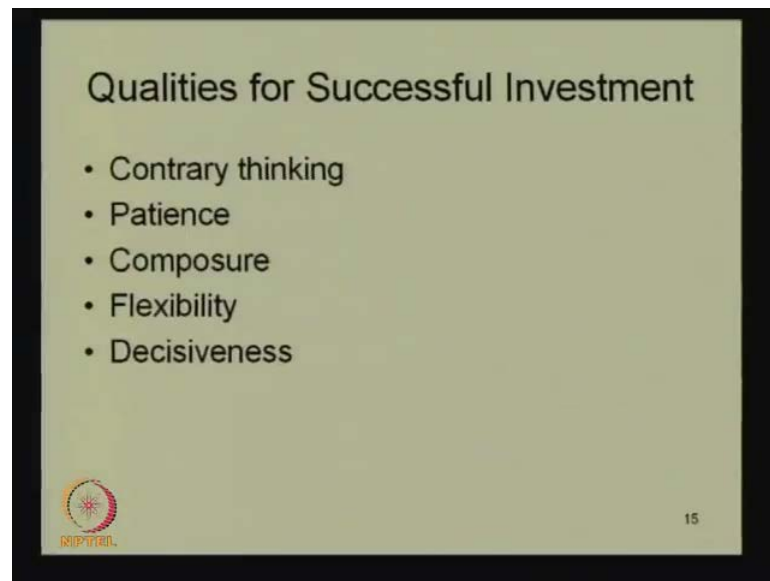 Qualities for Successful Investment
• Contrary thinking
• Patience
• Composure
• Flexibility
• Decisiveness
NPTEL
15